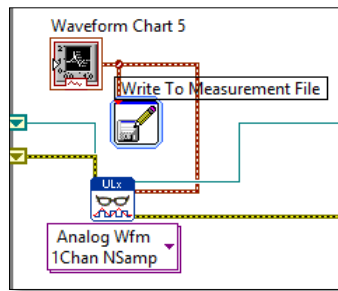 Waveform Chart 5
Write To Measurement File
ULx
Analog Wfm
1Chan NSamp